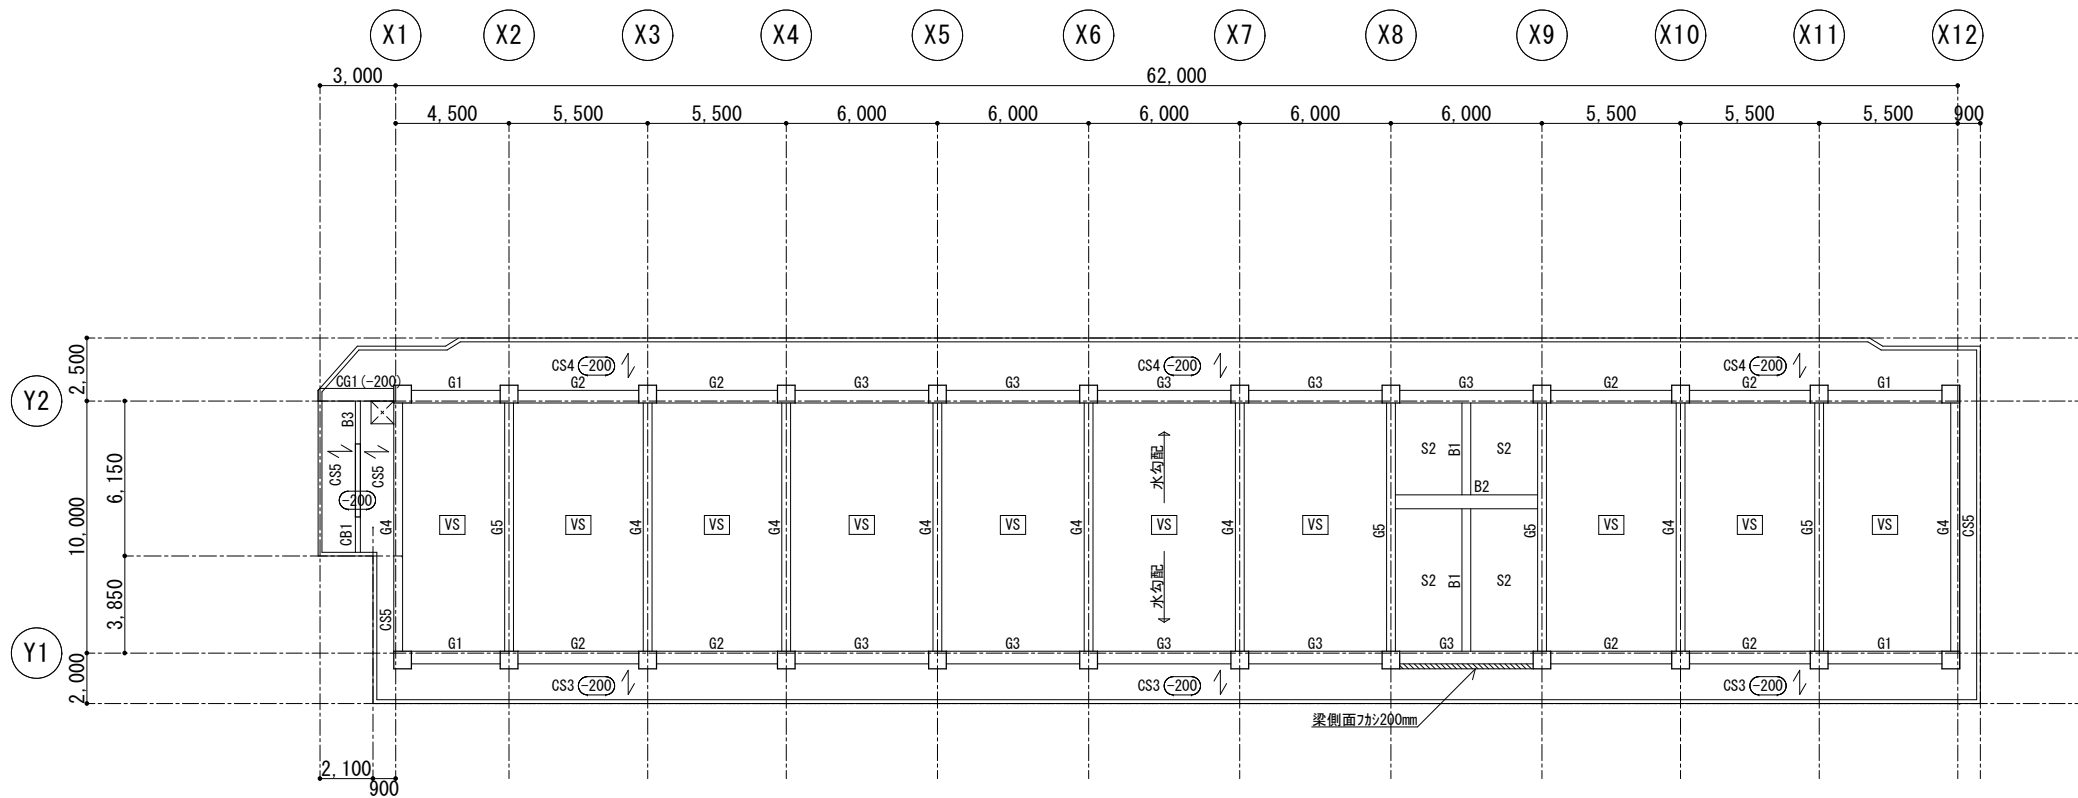 X1 X2 X3 X4 X5 X6 X7 X8 X9 X10 X11 X12
3,000 62,000
4,500 5,500 5,500 6,000 6,000 6,000 6,000 6,000 5,500 5,500 5,500 900
2,500
CS4 -200 CS4 -200 CS4 -200
CG1 (-200) G1 G2 G2 G3 G3 G3 G3 G3 G2 G2 G1
Y2
B3
CS5 CS5
-200
CB1
6,150
10,000
3,850
水勾配
S2 B1 S2
B2
G4 VS G5 VS G4 VS G4 VS G4 VS G4 VS G4 VS G5 G5 VS G4 VS G5 VS G4 CS5
水勾配
S2 B1 S2
CS5
G1 G2 G2 G3 G3 G3 G3 G3 G2 G2 G1
Y1
2,000
CS3 -200 CS3 -200 CS3 -200
梁側面フカシ200mm
2,100
900